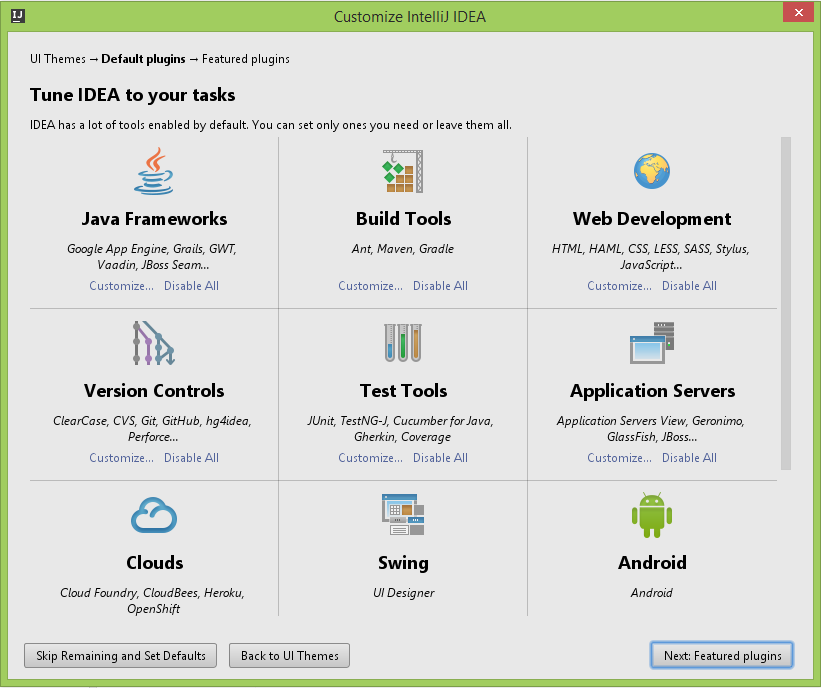 IJ
Customize IntelliJ IDEA
UI Themes → Default plugins → Featured plugins
Tune IDEA to your tasks
IDEA has a lot of tools enabled by default. You can set only ones you need or leave them all.
Java Frameworks
Google App Engine, Grails, GWT,
Vaadin, JBoss Seam...
Customize... Disable All
Build Tools
Ant, Maven, Gradle
Customize... Disable All
Web Development
HTML, HAML, CSS, LESS, SASS, Stylus,
JavaScript...
Customize... Disable All
Version Controls
ClearCase, CVS, Git, GitHub, hg4idea,
Perforce...
Customize... Disable All
Test Tools
JUnit, TestNG-J, Cucumber for Java,
Gherkin, Coverage
Customize... Disable All
Application Servers
Application Servers View, Geronimo,
GlassFish, JBoss...
Customize... Disable All
Clouds
Cloud Foundry, CloudBees, Heroku,
OpenShift
Swing
UI Designer
Android
Android
Skip Remaining and Set Defaults
Back to UI Themes
Next: Featured plugins